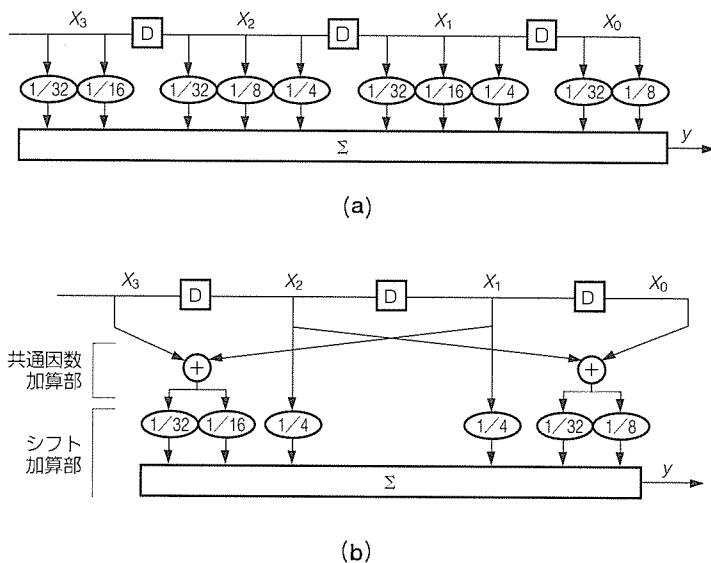 X3 D X2 D X1 D X0
1/32 1/16 1/32 1/8 1/4 1/32 1/16 1/4 1/32 1/8
Σ y
(a)
X3 D X2 D X1 D X0
共通因数
加算部
+ +
1/32 1/16 1/4 1/4 1/32 1/8
シフト
加算部
Σ y
(b)